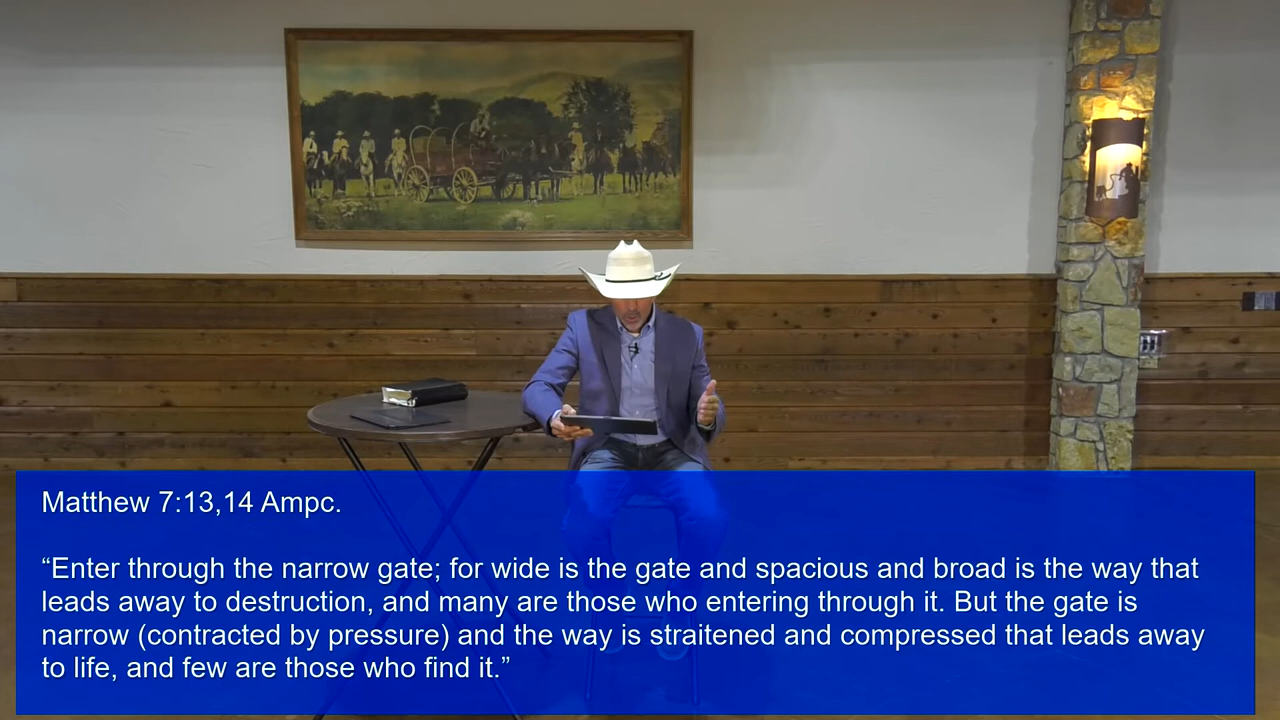 Matthew 7:13,14 Ampc.
“Enter through the narrow gate; for wide is the gate and spacious and broad is the way that
leads away to destruction, and many are those who entering through it. But the gate is
narrow (contracted by pressure) and the way is straitened and compressed that leads away
to life, and few are those who find it.”